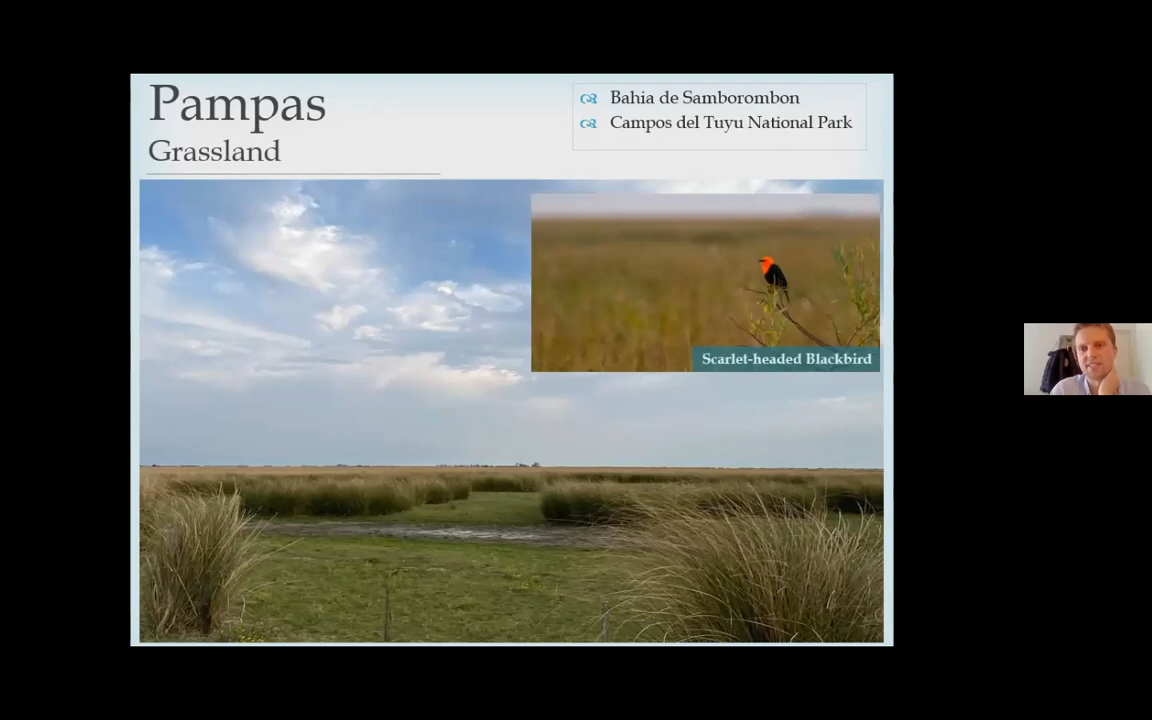 Pampas
Grassland
Bahia de Samborombon
Campos del Tuyu National Park
Scarlet-headed Blackbird